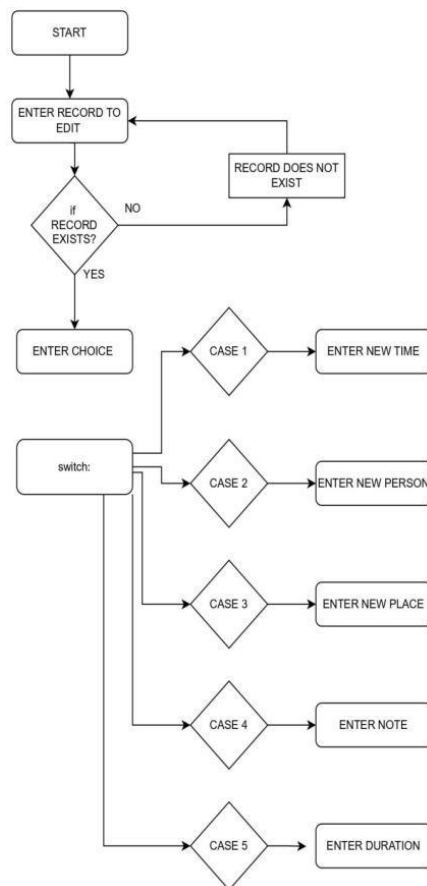 START
ENTER RECORD TO
EDIT
RECORD DOES NOT
EXIST
if
RECORD
EXISTS?
NO
YES
ENTER CHOICE
CASE 1
ENTER NEW TIME
switch:
CASE 2
ENTER NEW PERSON
CASE 3
ENTER NEW PLACE
CASE 4
ENTER NOTE
CASE 5
ENTER DURATION